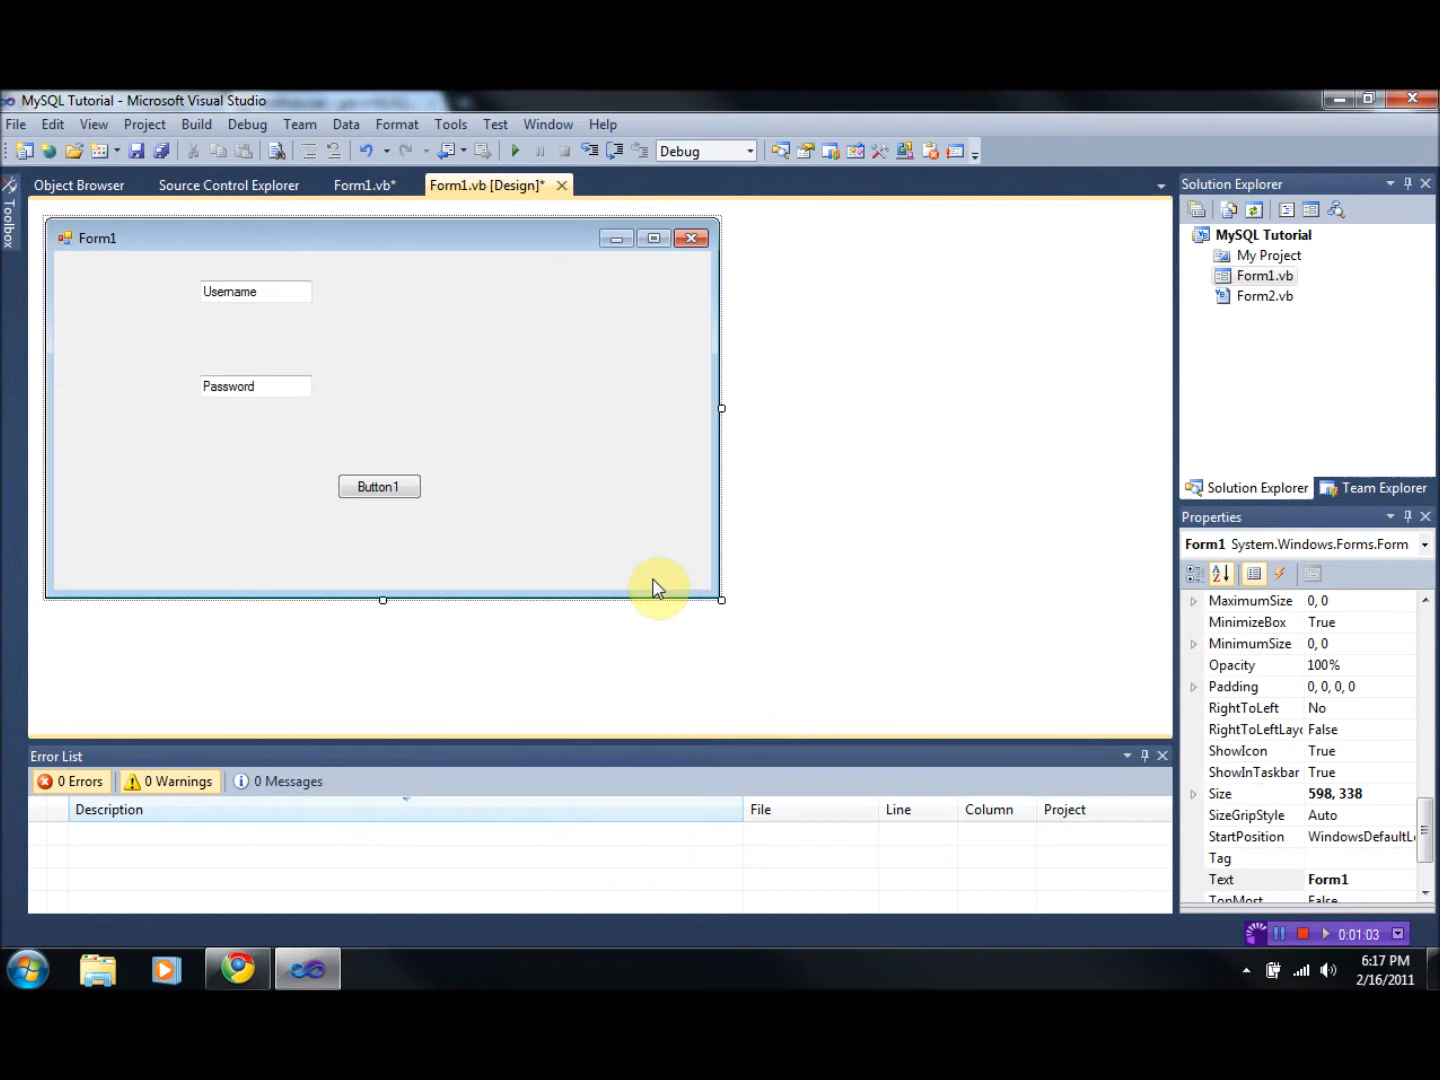 MySQL Tutorial - Microsoft Visual Studio
File Edit View Project Build Debug Team Data Format Tools Test Window Help
Debug
Toolbox
Object Browser Source Control Explorer Form1.vb* Form1.vb [Design]*
Form1
Username
Password
Button1
Solution Explorer
MySQL Tutorial
My Project
Form1.vb
Form2.vb
Solution Explorer Team Explorer
Properties
Form1 System.Windows.Forms.Form
MaximumSize 0, 0
MinimizeBox True
MinimumSize 0, 0
Opacity 100%
Padding 0, 0, 0, 0
RightToLeft No
RightToLeftLayo False
ShowIcon True
ShowInTaskbar True
Size 598, 338
SizeGripStyle Auto
StartPosition WindowsDefaultLo
Tag
Text Form1
TopMost False
Error List
0 Errors 0 Warnings 0 Messages
Description File Line Column Project
0:01:03
6:17 PM
2/16/2011